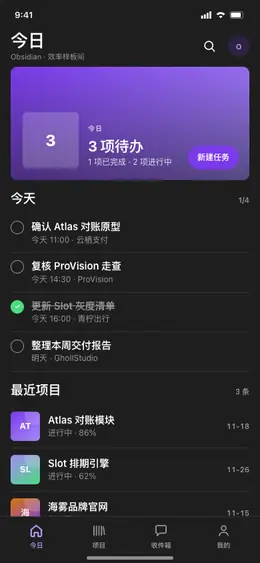 9:41
今日
Obsidian · 效率样板间
O
3
今日
3 项待办
1 项已完成 · 2 项进行中
新建任务
今天
1/4
确认 Atlas 对账原型
今天 11:00 · 云栖支付
复核 ProVision 走查
今天 14:30 · ProVision
更新 Slot 灰度清单
今天 16:00 · 青柠出行
整理本周交付报告
明天 · GhollStudio
最近项目
3 条
AT
Atlas 对账模块
进行中 · 86%
11-18
SL
Slot 排期引擎
进行中 · 62%
11-26
海
海雾品牌官网
11-15
今日
项目
收件箱
我的